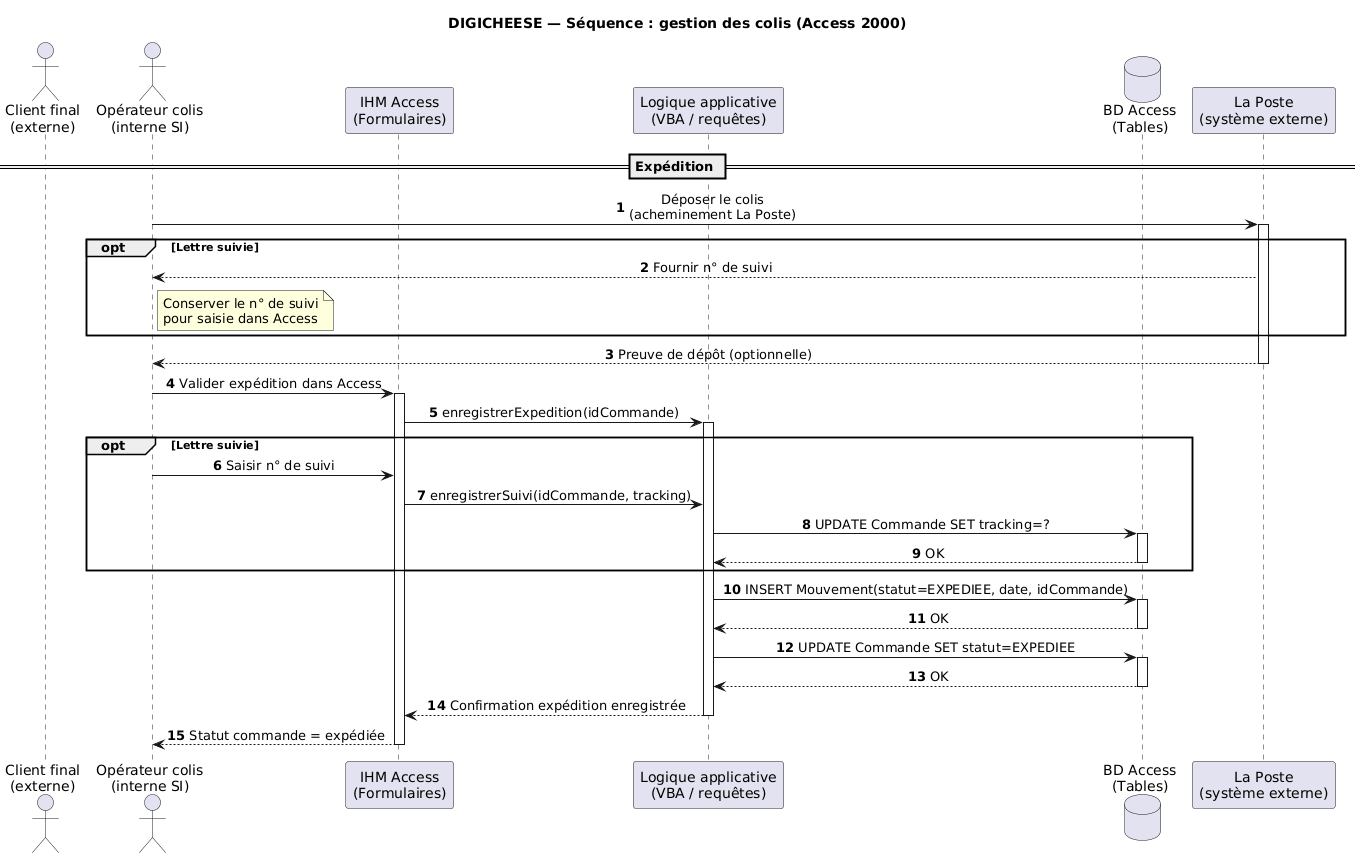 DIGICHEESE — Séquence : gestion des colis (Access 2000)
Client final
(externe)
Opérateur colis
(interne SI)
IHM Access
(Formulaires)
Logique applicative
(VBA / requêtes)
BD Access
(Tables)
La Poste
(système externe)
Expédition
1 Déposer le colis
(acheminement La Poste)
opt [Lettre suivie]
2 Fournir n° de suivi
Conserver le n° de suivi
pour saisie dans Access
3 Preuve de dépôt (optionnelle)
4 Valider expédition dans Access
5 enregistrerExpedition(idCommande)
opt [Lettre suivie]
6 Saisir n° de suivi
7 enregistrerSuivi(idCommande, tracking)
8 UPDATE Commande SET tracking=?
9 OK
10 INSERT Mouvement(statut=EXPEDIEE, date, idCommande)
11 OK
12 UPDATE Commande SET statut=EXPEDIEE
13 OK
14 Confirmation expédition enregistrée
15 Statut commande = expédiée
Client final
(externe)
Opérateur colis
(interne SI)
IHM Access
(Formulaires)
Logique applicative
(VBA / requêtes)
BD Access
(Tables)
La Poste
(système externe)